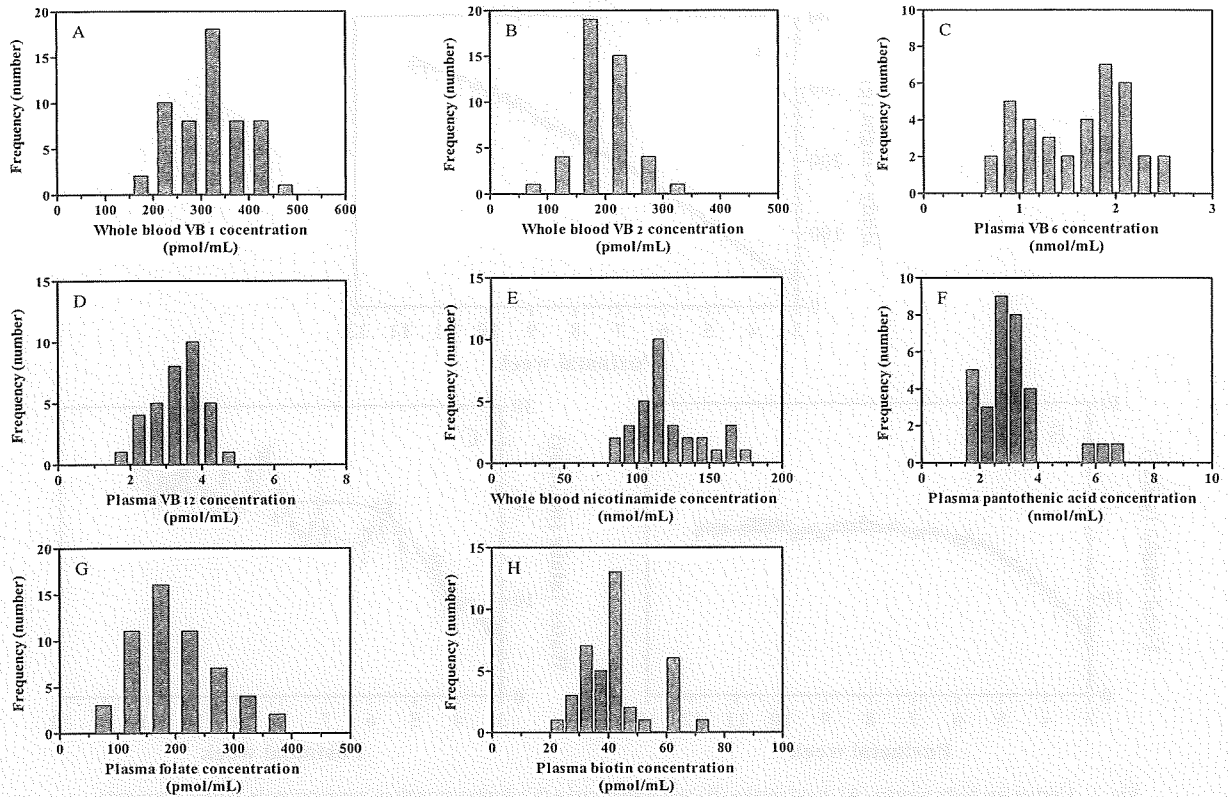 A
Frequency (number)
20
15
10
5
0
0 100 200 300 400 500 600
Whole blood VB 1 cocentration
(pmol/mL)
B
Frequency (number)
20
15
10
5
0
0 100 200 300 400 500
Whole blood VB 2 concentration
(pmol/mL)
C
Frequency (number)
10
8
6
4
2
0
0 1 2 3
Plasma VB 6 concentration
(nmol/mL)
D
Frequency (number)
15
10
5
0
0 2 4 6 8
Plasma VB 12 concentration
(pmol/mL)
E
Frequency (number)
15
10
5
0
0 50 100 150 200
Whole blood nicotinamide concentration
(nmol/mL)
F
Frequency (number)
10
8
6
4
2
0
0 2 4 6 8 10
Plasma pantothenic acid concentration
(nmol/mL)
G
Frequency (number)
20
15
10
5
0
0 100 200 300 400 500
Plasma folate concentration
(pmol/mL)
H
Frequency (number)
15
10
5
0
0 20 40 60 80 100
Plasma biotin concentration
(pmol/mL)